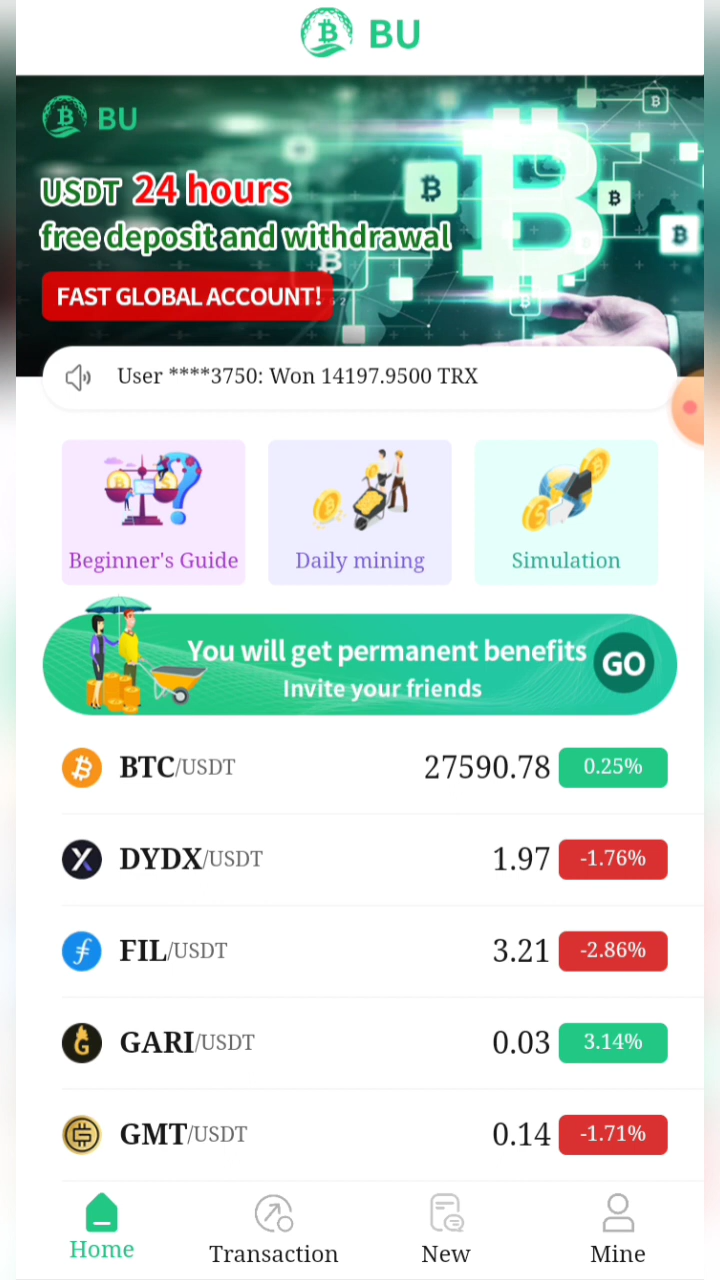 BU
BU
USDT 24 hours
free deposit and withdrawal
FAST GLOBAL ACCOUNT!
User ****3750: Won 14197.9500 TRX
Beginner's Guide
Daily mining
Simulation
You will get permanent benefits
GO
Invite your friends
BTC/USDT 27590.78 0.25%
DYDX/USDT 1.97 -1.76%
FIL/USDT 3.21 -2.86%
GARI/USDT 0.03 3.14%
GMT/USDT 0.14 -1.71%
Home
Transaction
New
Mine